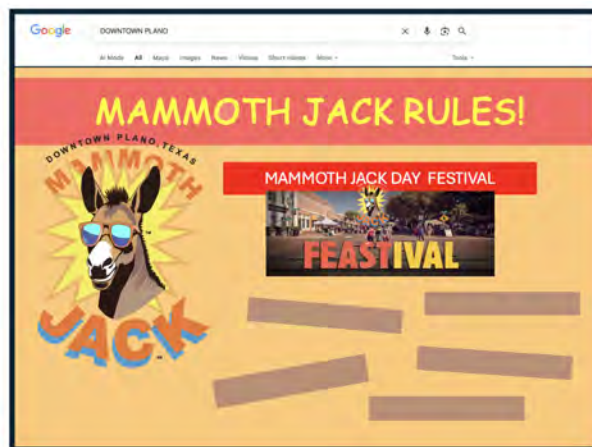 Google
DOWNTOWN PLANO
AI Mode All Maps Images News Videos Short videos More
Tools
MAMMOTH JACK RULES!
DOWNTOWN PLANO, TEXAS
MAMMOTH
JACK
MAMMOTH JACK DAY FESTIVAL
FEASTIVAL